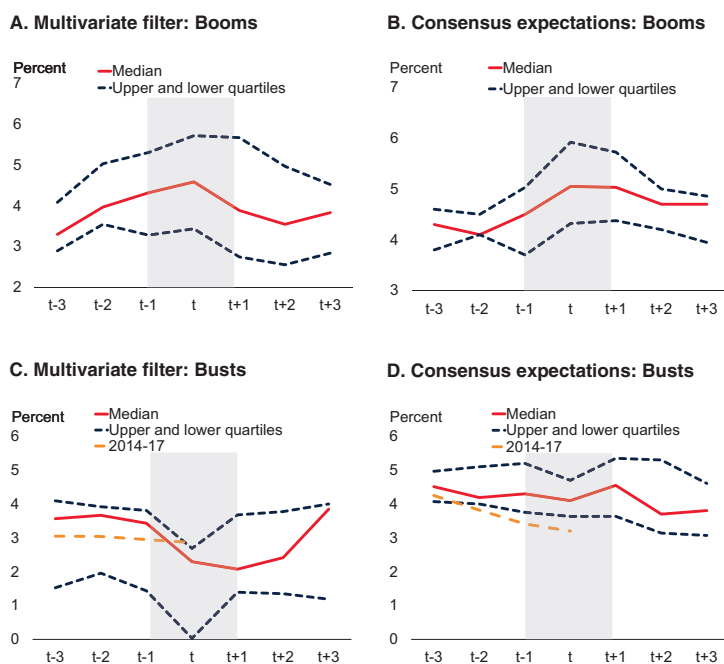 A. Multivariate filter: Booms
Percent
Median
Upper and lower quartiles
7
6
5
4
3
2
t-3 t-2 t-1 t t+1 t+2 t+3
B. Consensus expectations: Booms
Percent
Median
Upper and lower quartiles
7
6
5
4
3
t-3 t-2 t-1 t t+1 t+2 t+3
C. Multivariate filter: Busts
Percent
Median
Upper and lower quartiles
2014-17
6
5
4
3
2
1
0
t-3 t-2 t-1 t t+1 t+2 t+3
D. Consensus expectations: Busts
Percent
Median
Upper and lower quartiles
2014-17
6
5
4
3
2
1
0
t-3 t-2 t-1 t t+1 t+2 t+3